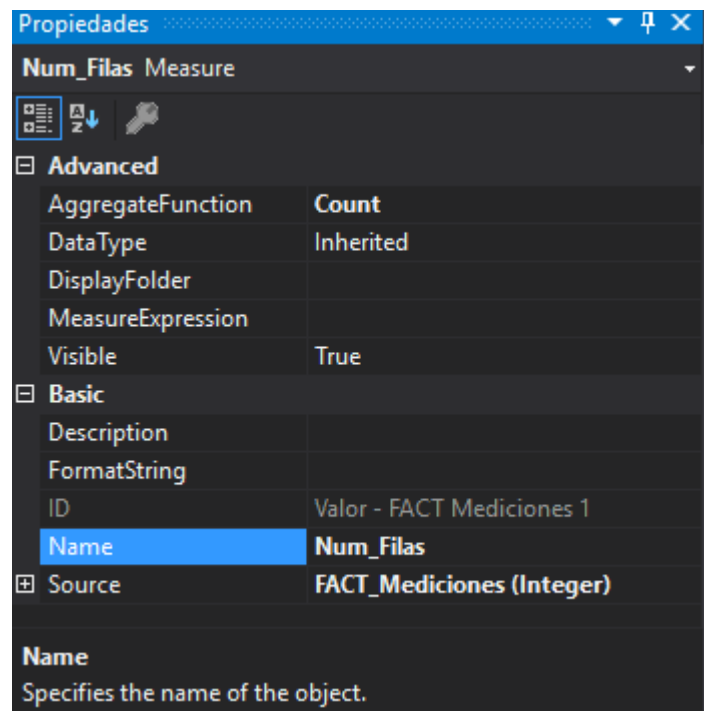 Propiedades
Num_Filas Measure
Advanced
AggregateFunction Count
DataType Inherited
DisplayFolder
MeasureExpression
Visible True
Basic
Description
FormatString
ID Valor - FACT Mediciones 1
Name Num_Filas
Source FACT_Mediciones (Integer)
Name
Specifies the name of the object.